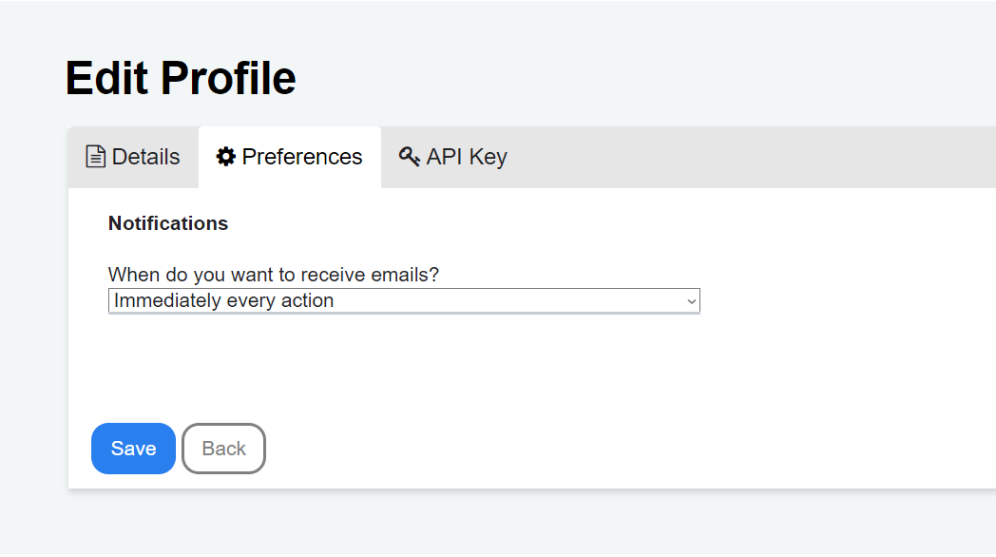 Edit Profile
Details Preferences API Key
Notifications
When do you want to receive emails?
Immediately every action
Save Back